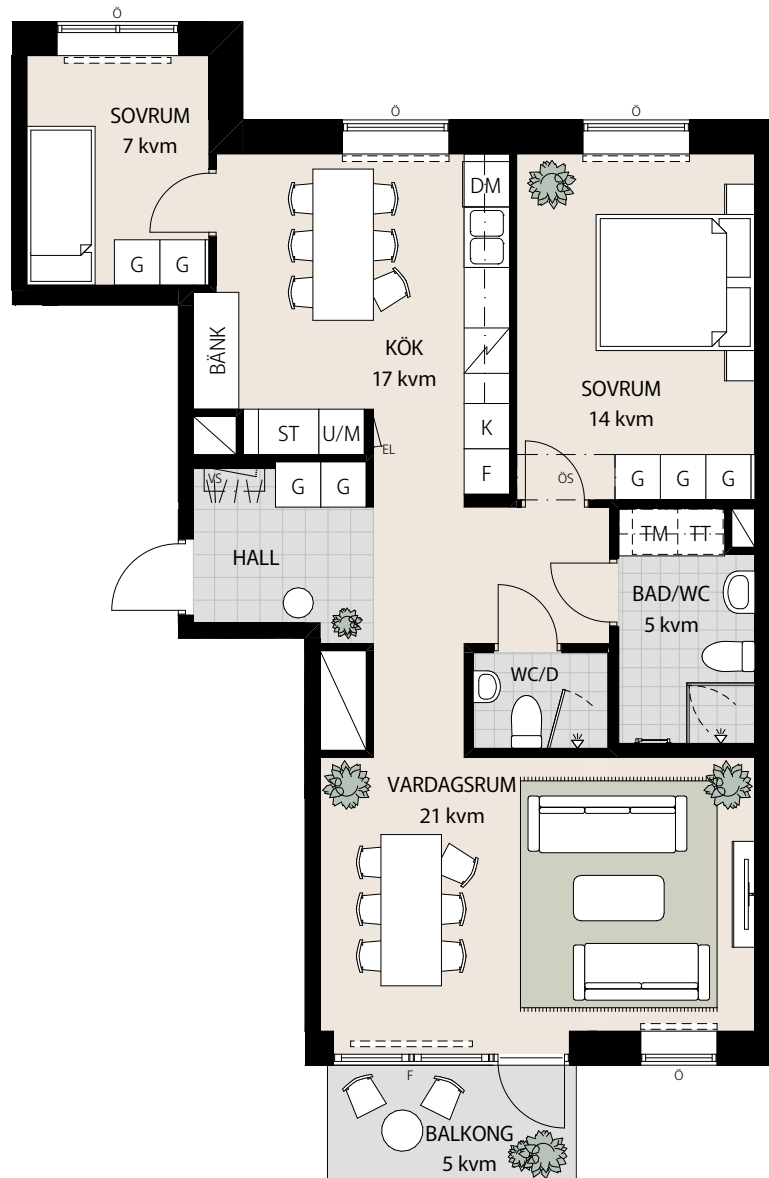 Ö
SOVRUM
7 kvm
G G
Ö
Ö
DM
BÄNK
KÖK
17 kvm
SOVRUM
14 kvm
ST U/M
EL
K
F
VS
G G
ÖS
G G G
HALL
TM TT
BAD/WC
5 kvm
WC/D
VARDAGSRUM
21 kvm
F
Ö
BALKONG
5 kvm